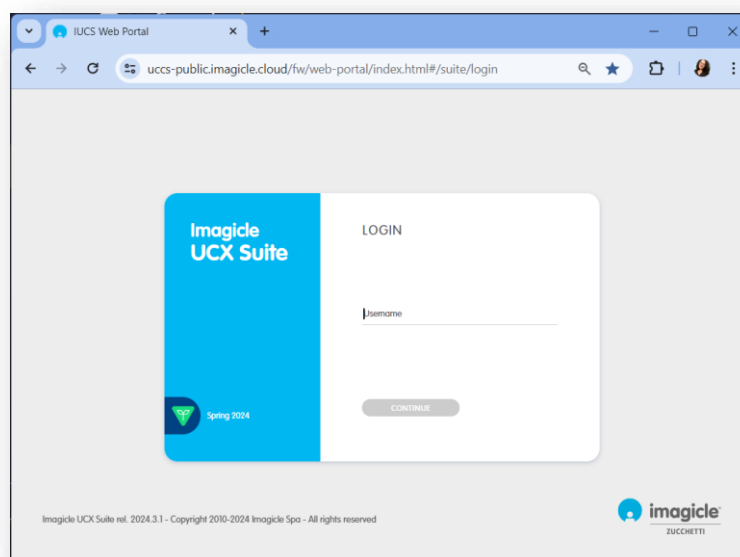 IUCS Web Portal
uccs-public.imagicle.cloud/fw/web-portal/index.html#/suite/login
Imagicle
UCX Suite
LOGIN
Username
CONTINUE
Spring 2024
Imagicle UCX Suite rel. 2024.3.1 - Copyright 2010-2024 Imagicle Spa - All rights reserved
imagicle
ZUCCHETTI